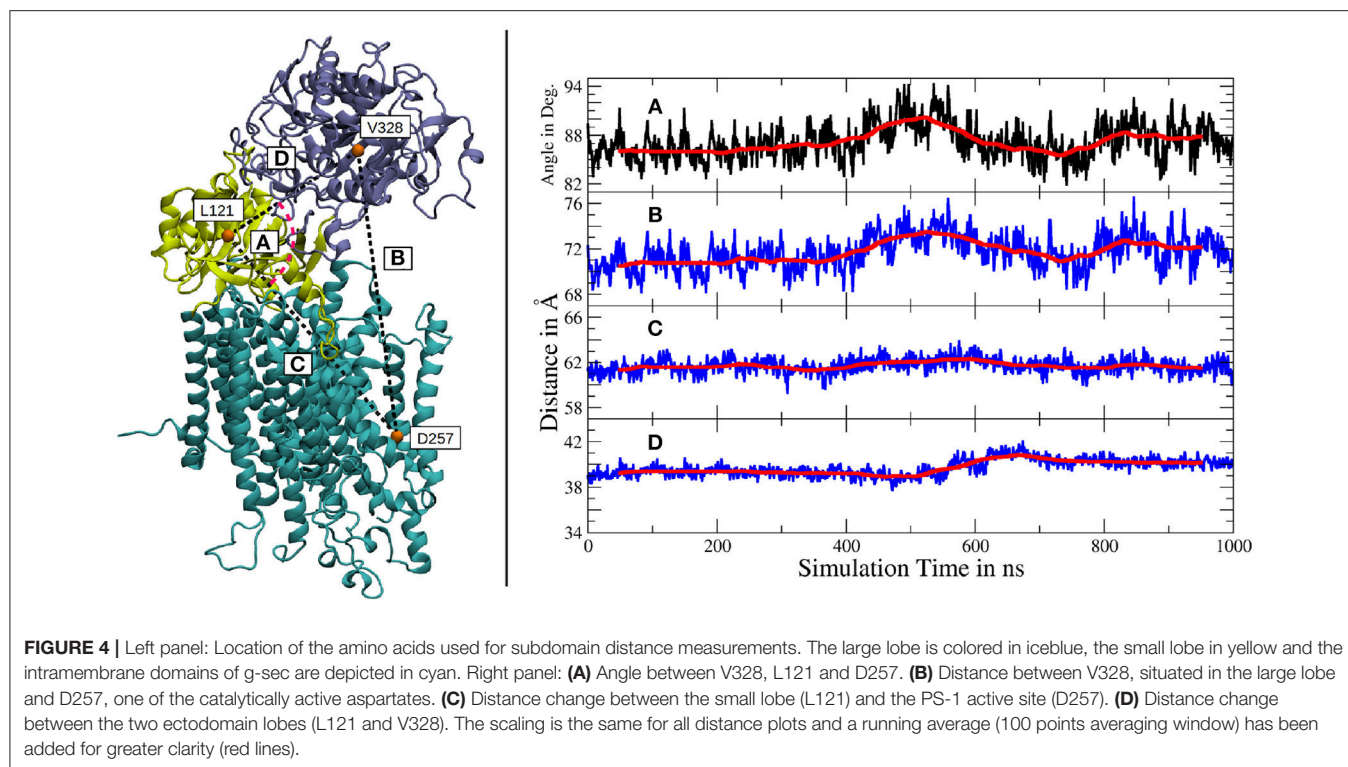 D
V328
L121
A
B
C
D257
Angle in Deg.
94
88
82
A
76
72
68
B
66
62
58
C
42
38
34
D
Distance in Å
0 200 400 600 800 1000
Simulation Time in ns
FIGURE 4 | Left panel: Location of the amino acids used for subdomain distance measurements. The large lobe is colored in iceblue, the small lobe in yellow and the
intramembrane domains of g-sec are depicted in cyan. Right panel: (A) Angle between V328, L121 and D257. (B) Distance between V328, situated in the large lobe
and D257, one of the catalytically active aspartates. (C) Distance change between the small lobe (L121) and the PS-1 active site (D257). (D) Distance change
between the two ectodomain lobes (L121 and V328). The scaling is the same for all distance plots and a running average (100 points averaging window) has been
added for greater clarity (red lines).